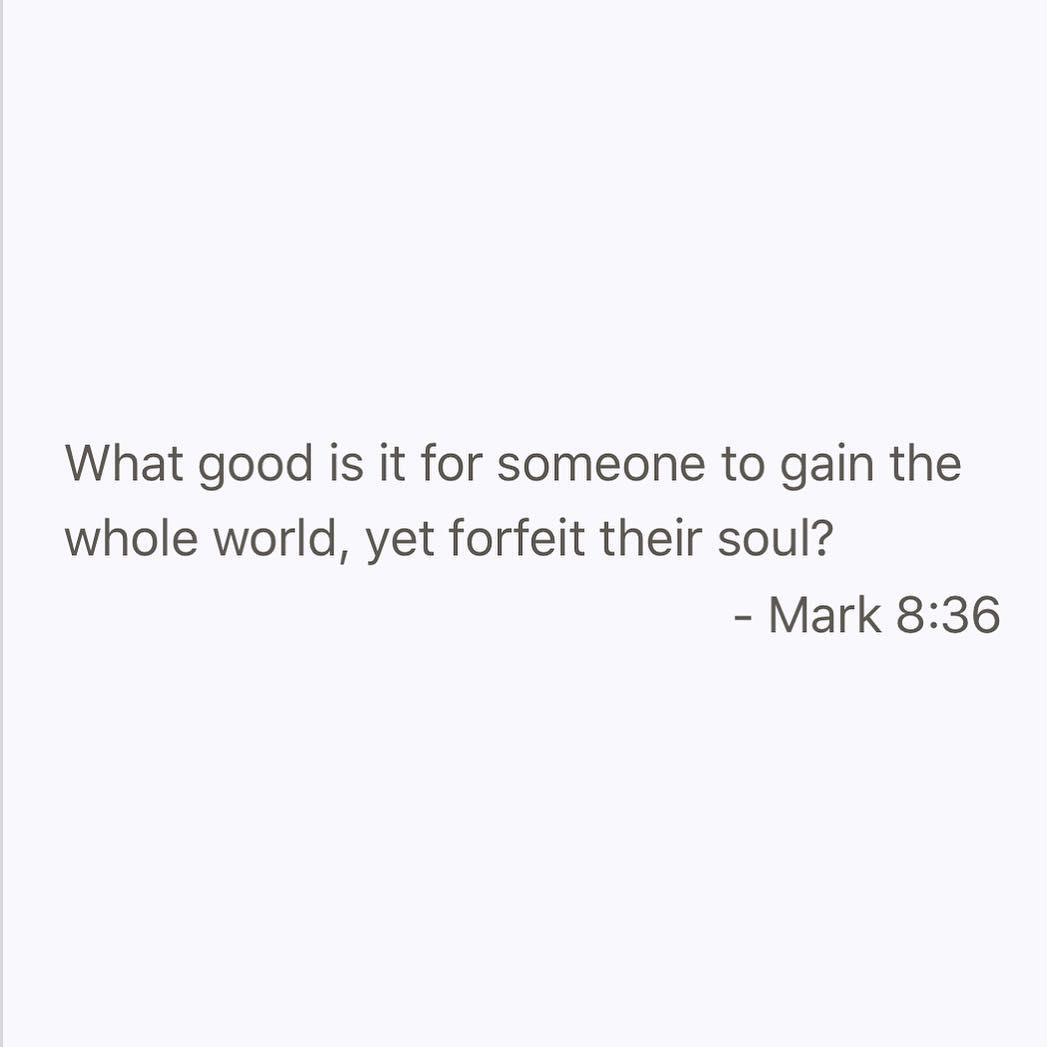 What good is it for someone to gain the
whole world, yet forfeit their soul?
- Mark 8:36